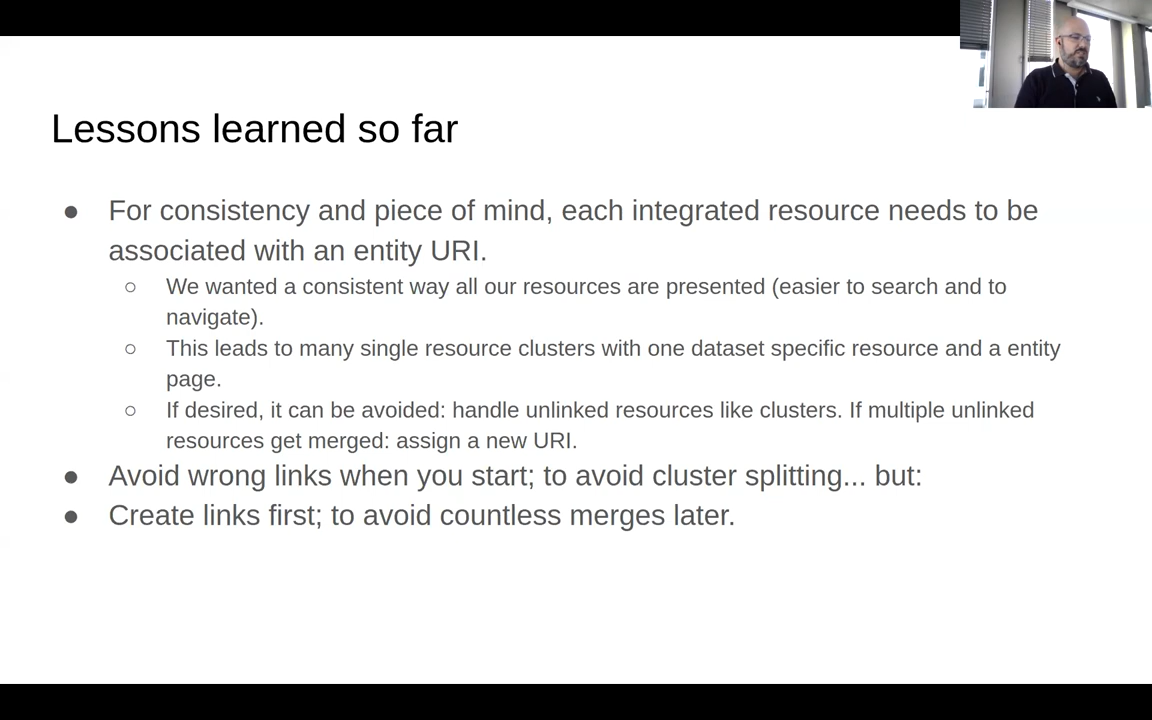 Lessons learned so far
● For consistency and piece of mind, each integrated resource needs to be
associated with an entity URI.
○ We wanted a consistent way all our resources are presented (easier to search and to
navigate).
○ This leads to many single resource clusters with one dataset specific resource and a entity
page.
○ If desired, it can be avoided: handle unlinked resources like clusters. If multiple unlinked
resources get merged: assign a new URI.
● Avoid wrong links when you start; to avoid cluster splitting... but:
● Create links first; to avoid countless merges later.